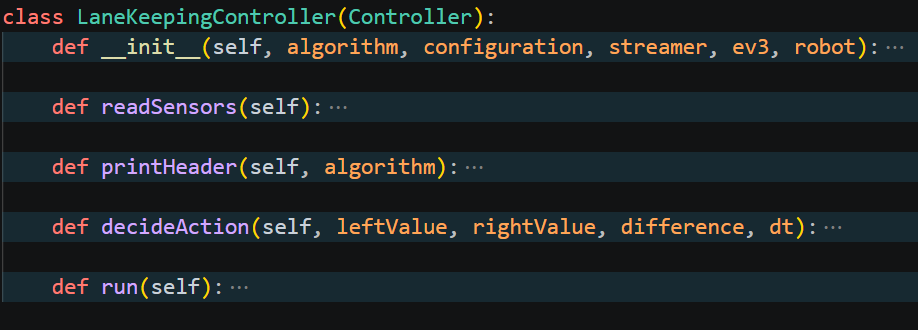 class LaneKeepingController(Controller):
    def __init__(self, algorithm, configuration, streamer, ev3, robot): ···
    def readSensors(self): ···
    def printHeader(self, algorithm): ···
    def decideAction(self, leftValue, rightValue, difference, dt): ···
    def run(self): ···